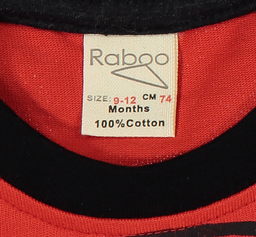 Raboo
SIZE: 9-12 CM 74
Months
100%Cotton